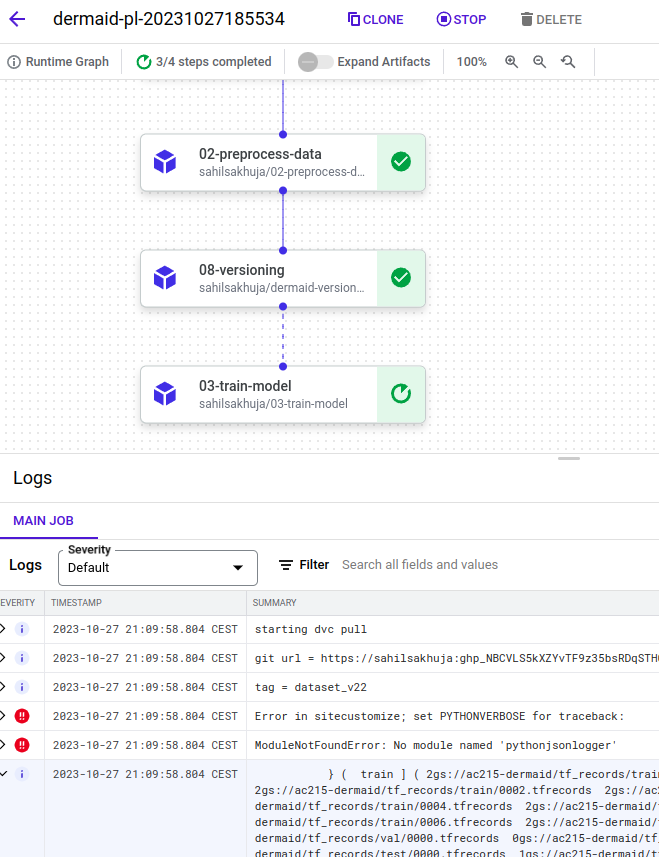 dermaid-pl-20231027185534
CLONE
STOP
DELETE
Runtime Graph
3/4 steps completed
Expand Artifacts
100%
02-preprocess-data
sahilsakhuja/02-preprocess-d...
08-versioning
sahilsakhuja/dermaid-version...
03-train-model
sahilsakhuja/03-train-model
Logs
MAIN JOB
Logs
Severity
Default
Filter
Search all fields and values
EVERITY TIMESTAMP SUMMARY
2023-10-27 21:09:58.804 CEST starting dvc pull
2023-10-27 21:09:58.804 CEST git url = https://sahilsakhuja:ghp_NBCVLS5kXZYvTF9z35bsRDqSTH
2023-10-27 21:09:58.804 CEST tag = dataset_v22
2023-10-27 21:09:58.804 CEST Error in sitecustomize; set PYTHONVERBOSE for traceback:
2023-10-27 21:09:58.804 CEST ModuleNotFoundError: No module named 'pythonjsonlogger'
2023-10-27 21:09:58.804 CEST } ( train ] ( 2gs://ac215-dermaid/tf_records/train
2gs://ac215-dermaid/tf_records/train/0002.tfrecords 2gs://ac2
dermaid/tf_records/train/0004.tfrecords 2gs://ac215-dermaid/
dermaid/tf_records/train/0006.tfrecords 2gs://ac215-dermaid/
dermaid/tf_records/val/0000.tfrecords 0gs://ac215-dermaid/tf
dermaid/tf_records/test/0000.tfrecords 1gs://ac215-dermaid/tf